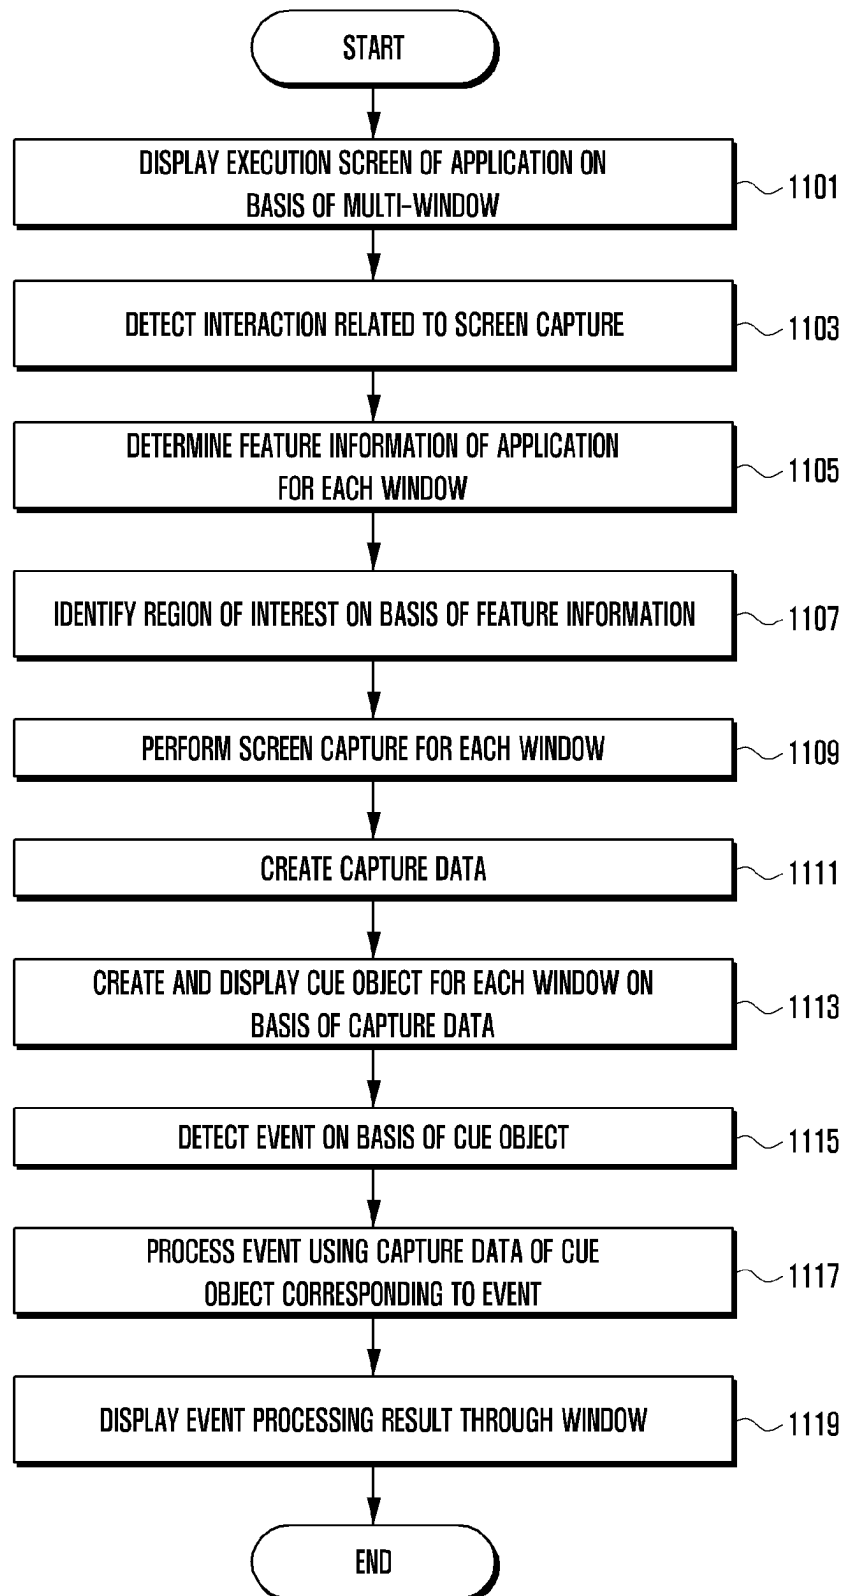 START
DISPLAY EXECUTION SCREEN OF APPLICATION ON
BASIS OF MULTI-WINDOW
1101
DETECT INTERACTION RELATED TO SCREEN CAPTURE
1103
DETERMINE FEATURE INFORMATION OF APPLICATION
FOR EACH WINDOW
1105
IDENTIFY REGION OF INTEREST ON BASIS OF FEATURE INFORMATION
1107
PERFORM SCREEN CAPTURE FOR EACH WINDOW
1109
CREATE CAPTURE DATA
1111
CREATE AND DISPLAY CUE OBJECT FOR EACH WINDOW ON
BASIS OF CAPTURE DATA
1113
DETECT EVENT ON BASIS OF CUE OBJECT
1115
PROCESS EVENT USING CAPTURE DATA OF CUE
OBJECT CORRESPONDING TO EVENT
1117
DISPLAY EVENT PROCESSING RESULT THROUGH WINDOW
1119
END